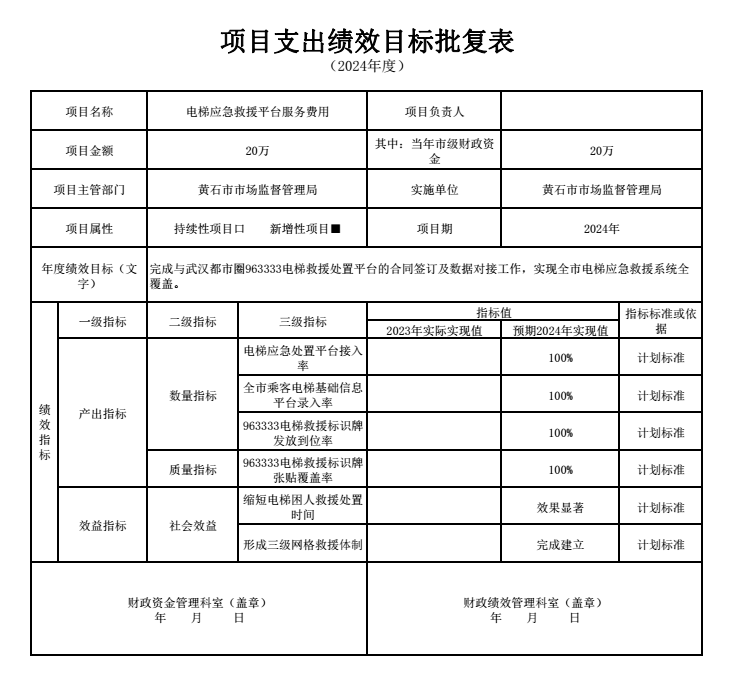 项目支出绩效目标批复表
（2024年度）
项目名称 电梯应急救援平台服务费用 项目负责人
项目金额 20万 其中：当年市级财政资
金 20万
项目主管部门 黄石市市场监督管理局 实施单位 黄石市市场监督管理局
项目属性 持续性项目口 新增性项目■ 项目期 2024年
年度绩效目标（文
字）
完成与武汉都市圈963333电梯救援处置平台的合同签订及数据对接工作，实现全市电梯应急救援系统全
覆盖。
绩
效
指
标
一级指标 二级指标 三级指标 指标值 指标标准或依
据
2023年实际实现值 预期2024年实现值
产出指标 数量指标 电梯应急处置平台接入
率 100% 计划标准
全市乘客电梯基础信息
平台录入率 100% 计划标准
963333电梯救援标识牌
发放到位率 100% 计划标准
质量指标 963333电梯救援标识牌
张贴覆盖率 100% 计划标准
效益指标 社会效益 缩短电梯困人救援处置
时间 效果显著 计划标准
形成三级网格救援体制 完成建立 计划标准
财政资金管理科室（盖章）
年 月 日
财政绩效管理科室（盖章）
年 月 日